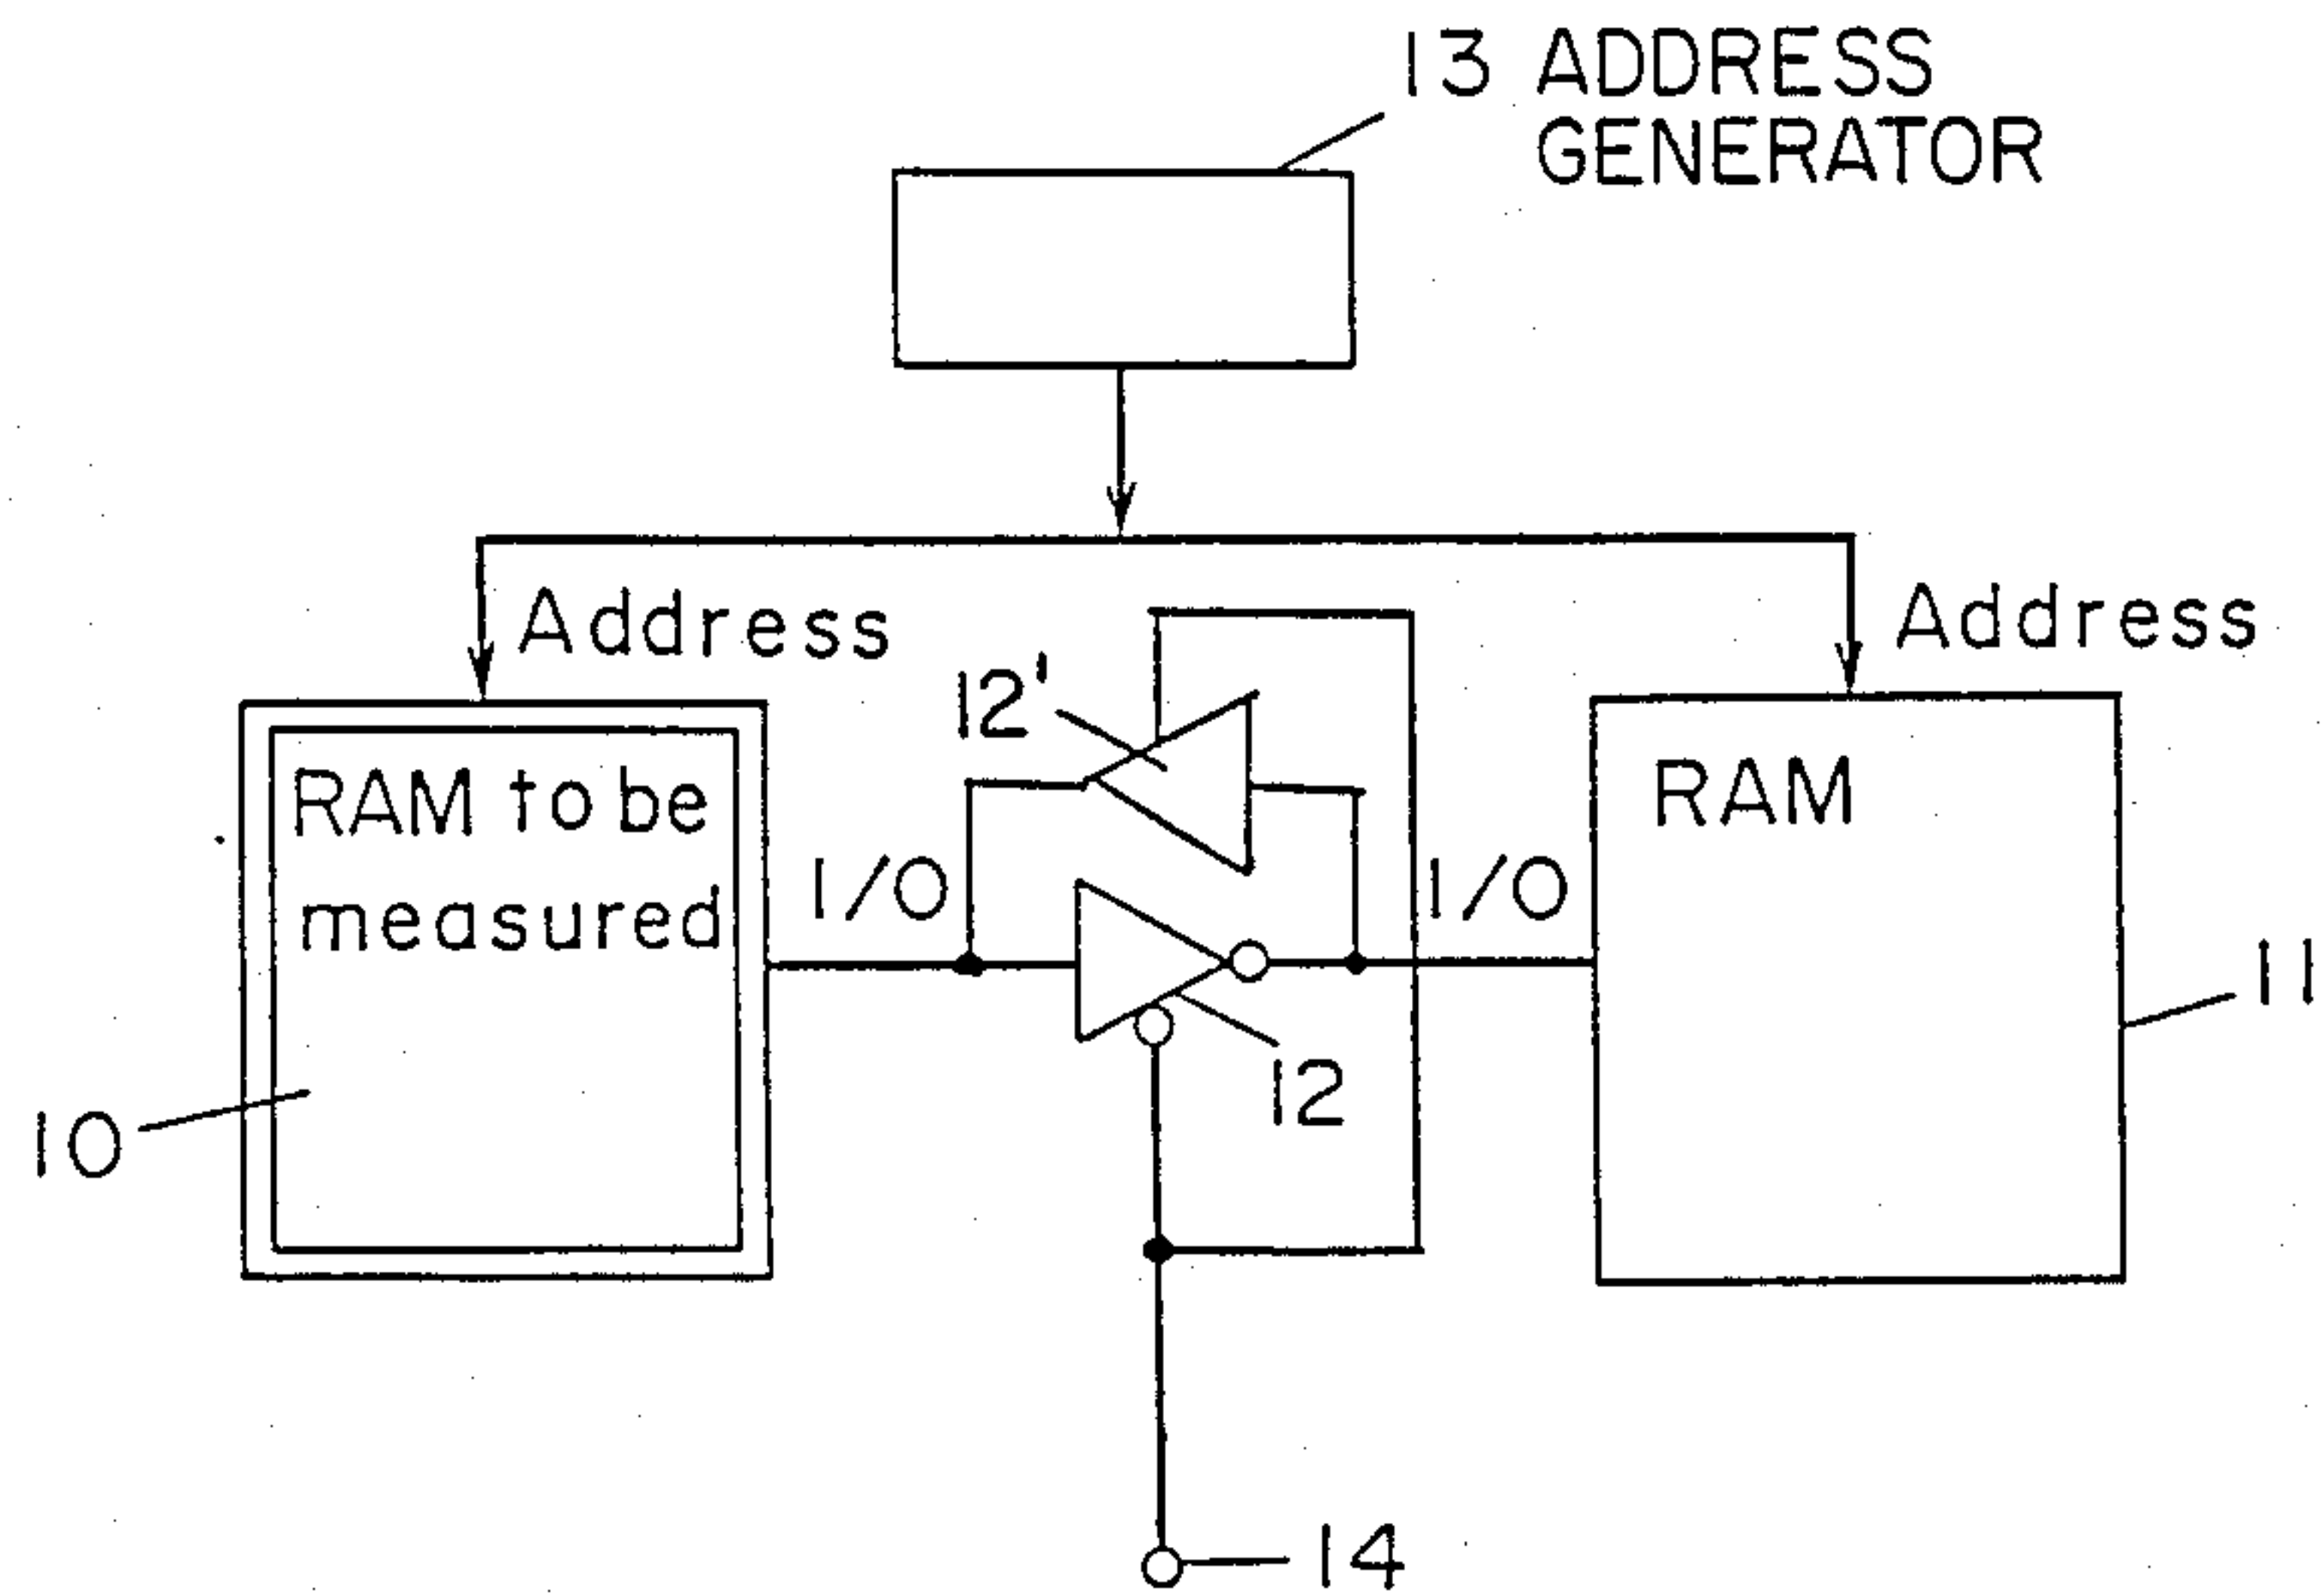 13 ADDRESS
GENERATOR
Address
Address
12'
RAM to be
measured
RAM
I/O
I/O
11
12
10
14